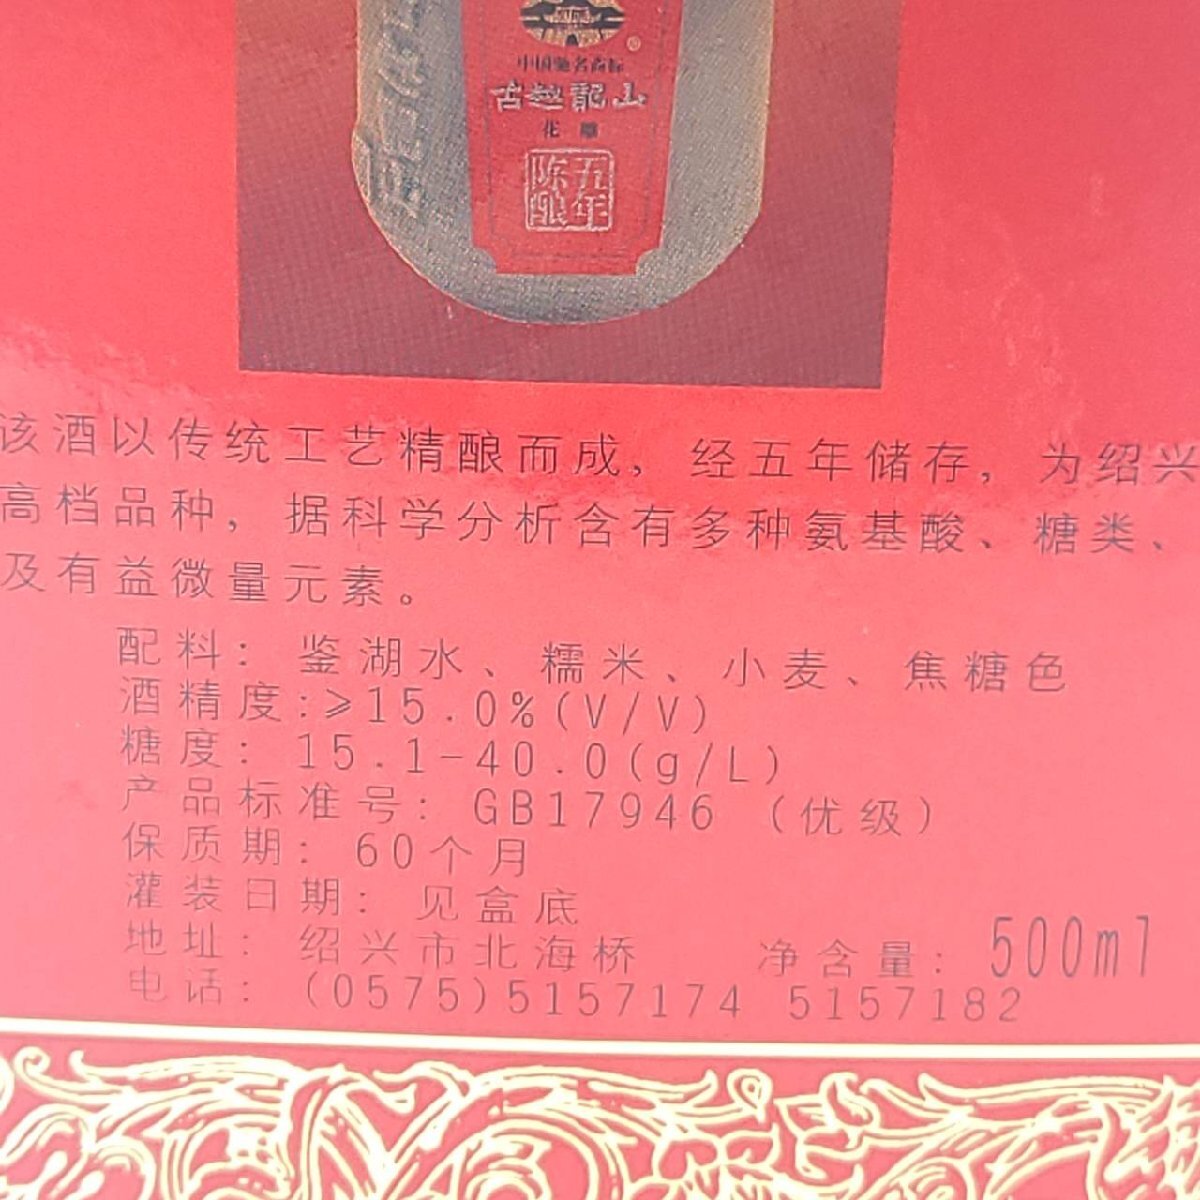 中国驰名商标
古越龍山
花雕
五年
陈酿
该酒以传统工艺精酿而成，经五年储存，为绍兴
高档品种，据科学分析含有多种氨基酸、糖类、
及有益微量元素。
配料：鉴湖水、糯米、小麦、焦糖色
酒精度:≥15.0%(V/V)
糖度：15.1-40.0(g/L)
产品标准号：GB17946（优级）
保质期：60个月
灌装日期：见盒底
地址：绍兴市北海桥 净含量：500ml
电话：(0575)5157174 5157182